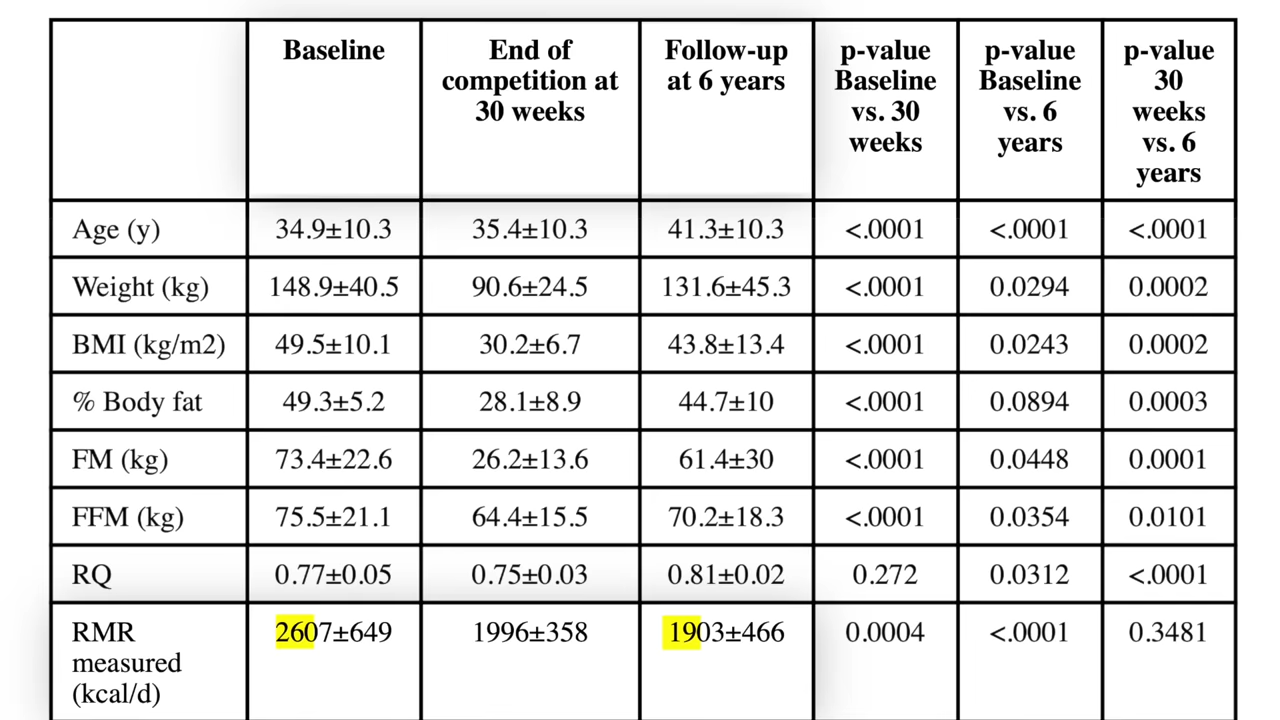 Baseline
End of competition at 30 weeks
Follow-up at 6 years
p-value Baseline vs. 30 weeks
p-value Baseline vs. 6 years
p-value 30 weeks vs. 6 years
Age (y) 34.9±10.3 35.4±10.3 41.3±10.3 <.0001 <.0001 <.0001
Weight (kg) 148.9±40.5 90.6±24.5 131.6±45.3 <.0001 0.0294 0.0002
BMI (kg/m2) 49.5±10.1 30.2±6.7 43.8±13.4 <.0001 0.0243 0.0002
% Body fat 49.3±5.2 28.1±8.9 44.7±10 <.0001 0.0894 0.0003
FM (kg) 73.4±22.6 26.2±13.6 61.4±30 <.0001 0.0448 0.0001
FFM (kg) 75.5±21.1 64.4±15.5 70.2±18.3 <.0001 0.0354 0.0101
RQ 0.77±0.05 0.75±0.03 0.81±0.02 0.272 0.0312 <.0001
RMR measured (kcal/d) 2607±649 1996±358 1903±466 0.0004 <.0001 0.3481